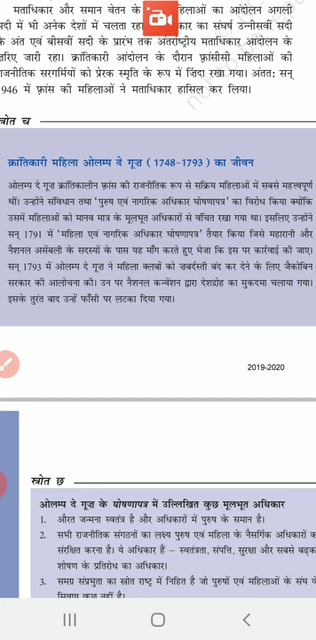 मताधिकार और समान वेतन के हिलाओं का आंदोलन अगली
दी में भी अनेक देशों में चलता रहा कार का संघर्ष उन्नीसवीं सदी
के अंत एवं बीसवीं सदी के प्रारंभ तक अंतर्राष्ट्रीय मताधिकार आंदोलन के
रिए जारी रहा। क्रांतिकारी आंदोलन के दौरान फ़्रांसीसी महिलाओं की
ाजनीतिक सरगर्मियों को प्रेरक स्मृति के रूप में जिंदा रखा गया। अंततः सन्
946 में फ़्रांस की महिलाओं ने मताधिकार हासिल कर लिया।
स्रोत च
क्रांतिकारी महिला ओलम्प दे गूज़ (1748-1793) का जीवन
ओलम्प दे गूज़ क्रांतिकालीन फ़्रांस की राजनीतिक रूप से सक्रिय महिलाओं में सबसे महत्त्वपूर्ण
थीं। उन्होंने संविधान तथा 'पुरुष एवं नागरिक अधिकार घोषणापत्र' का विरोध किया क्योंकि
उसमें महिलाओं को मानव मात्र के मूलभूत अधिकारों से वंचित रखा गया था। इसलिए उन्होंने
सन् 1791 में 'महिला एवं नागरिक अधिकार घोषणापत्र' तैयार किया जिसे महारानी और
नैशनल असेंबली के सदस्यों के पास यह माँग करते हुए भेजा कि इस पर कार्रवाई की जाए।
सन् 1793 में ओलम्प दे गूज़ ने महिला क्लबों को ज़बर्दस्ती बंद कर देने के लिए जैकोबिन
सरकार की आलोचना की। उन पर नैशनल कन्वेंशन द्वारा देशद्रोह का मुकदमा चलाया गया।
इसके तुरंत बाद उन्हें फाँसी पर लटका दिया गया।
2019-2020
स्रोत छ
ओलम्प दे गूज़ के घोषणापत्र में उल्लिखित कुछ मूलभूत अधिकार
1. औरत जन्मना स्वतंत्र है और अधिकारों में पुरुष के समान है।
2. सभी राजनीतिक संगठनों का लक्ष्य पुरुष एवं महिला के नैसर्गिक अधिकारों क
संरक्षित करना है। ये अधिकार हैं – स्वतंत्रता, संपत्ति, सुरक्षा और सबसे बढ़क
शोषण के प्रतिरोध का अधिकार।
3. समग्र संप्रभुता का स्रोत राष्ट्र में निहित है जो पुरुषों एवं महिलाओं के संघ के
सिवाय कुछ नहीं है।